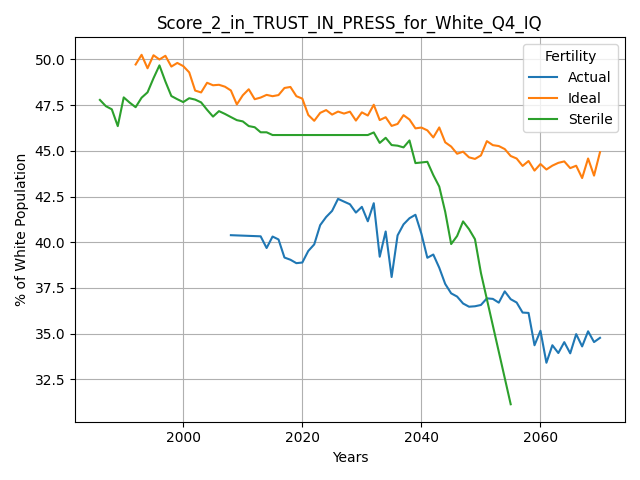 Score_2_in_TRUST_IN_PRESS_for_White_Q4_IQ
Fertility
Actual
Ideal
Sterile
% of White Population
50.0
47.5
45.0
42.5
40.0
37.5
35.0
32.5
2000
2020
2040
2060
Years